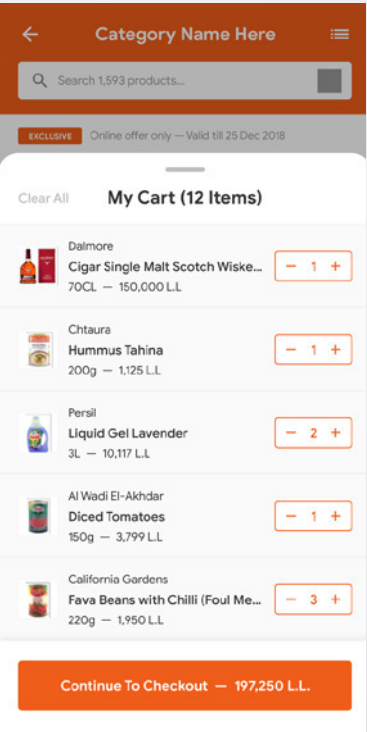 Category Name Here
Search 1,593 products...
EXCLUSIVE Online offer only — Valid till 25 Dec 2018
Clear All My Cart (12 Items)
Dalmore
Cigar Single Malt Scotch Wiske...
70CL — 150,000 L.L
− 1 +
Chtaura
Hummus Tahina
200g — 1,125 L.L
− 1 +
Persil
Liquid Gel Lavender
3L — 10,117 L.L
− 2 +
Al Wadi El-Akhdar
Diced Tomatoes
150g — 3,799 L.L
− 1 +
California Gardens
Fava Beans with Chilli (Foul Me...
220g — 1,950 L.L
− 3 +
Continue To Checkout — 197,250 L.L.